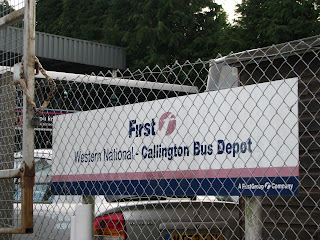 First
Western National - Callington Bus Depot
A FirstGroup Company